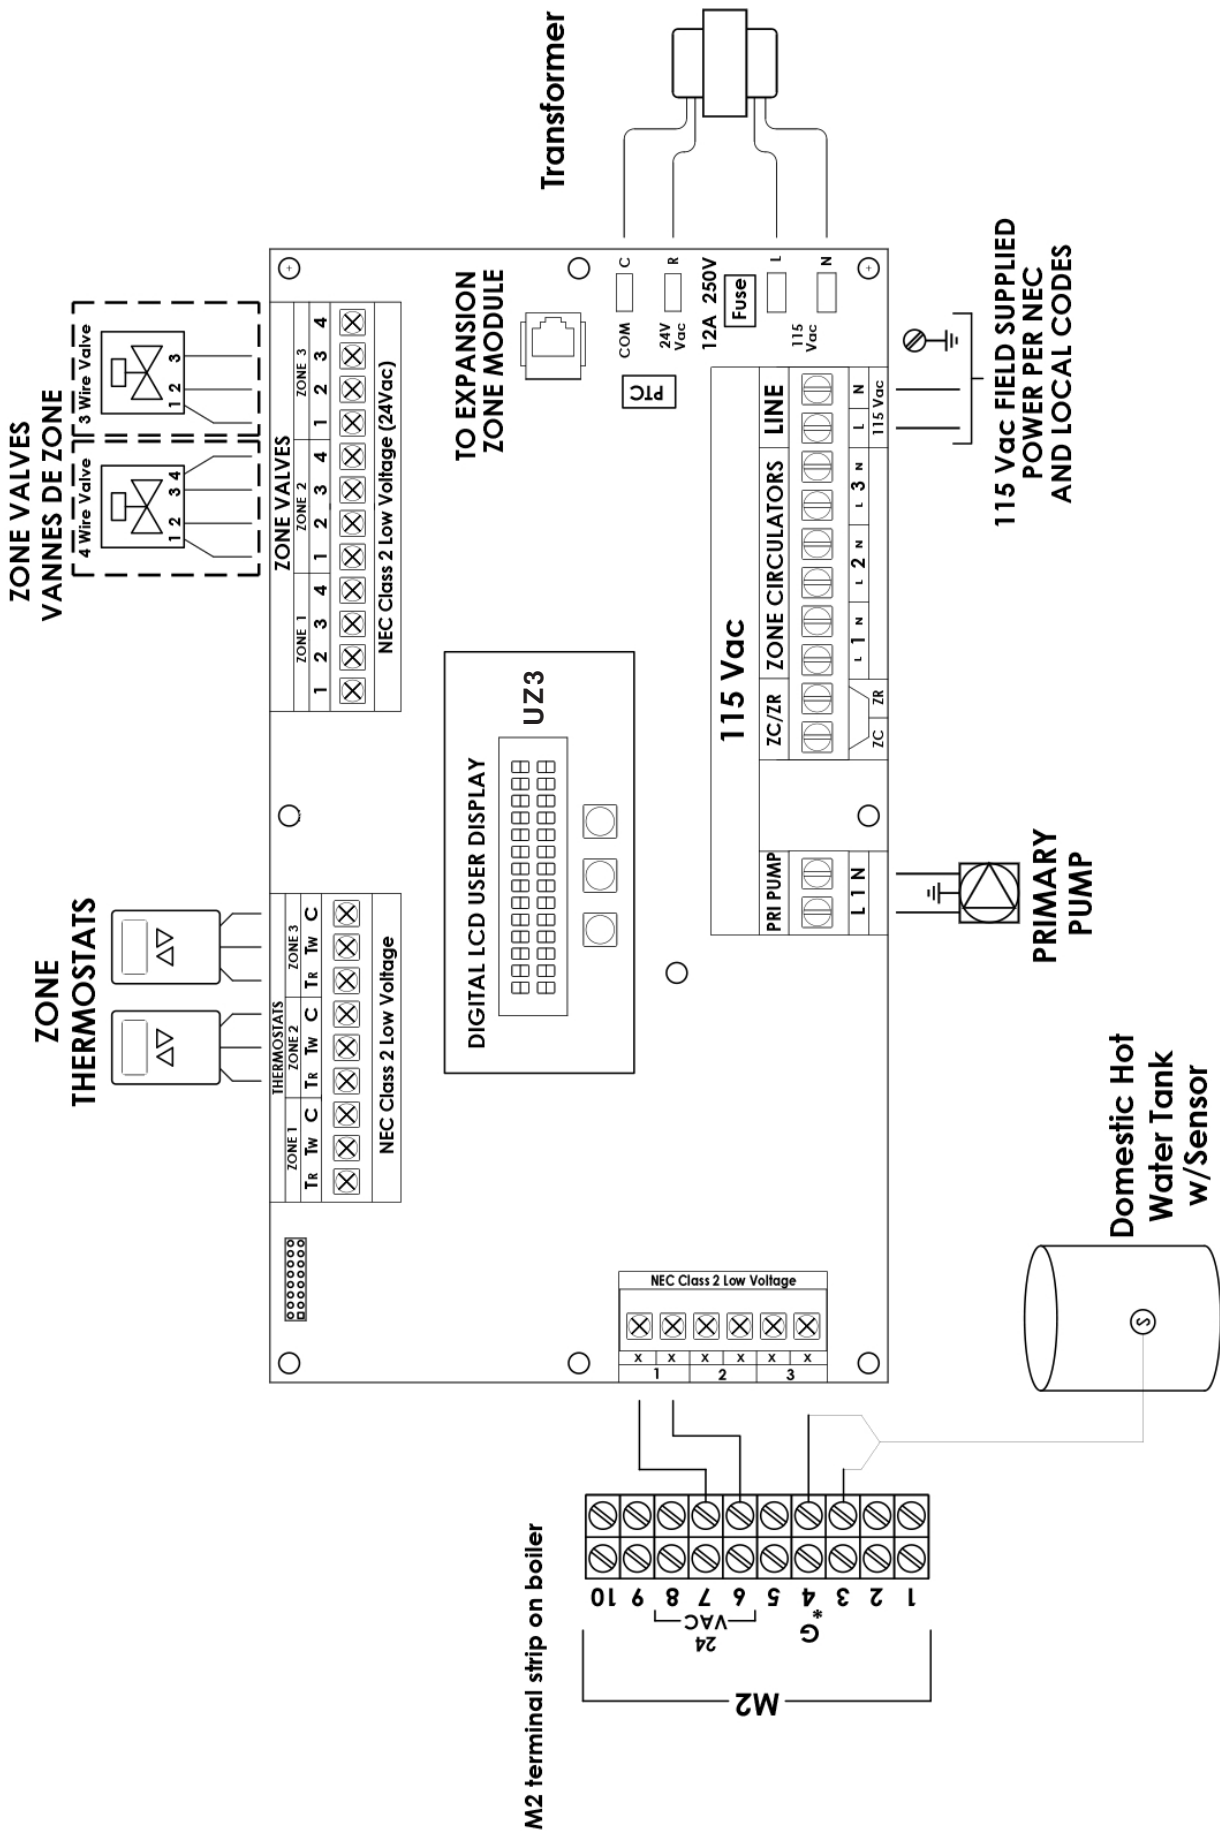 ZONE VALVES
VANNES DE ZONE
4 Wire Valve
3 Wire Valve
1 2 3 4
1 2 3
Transformer
ZONE
THERMOSTATS
THERMOSTATS
ZONE 1
ZONE 2
ZONE 3
TR TW C TR TW C TR TW C
NEC Class 2 Low Voltage
ZONE VALVES
ZONE 1
ZONE 2
ZONE 3
1 2 3 4 1 2 3 4 1 2 3 4
NEC Class 2 Low Voltage (24Vac)
TO EXPANSION
ZONE MODULE
DIGITAL LCD USER DISPLAY
UZ3
PTC
COM
C
24V
Vac
R
12A 250V
Fuse
L
115
Vac
N
115 Vac
PRI PUMP
ZC/ZR
ZONE CIRCULATORS
LINE
L 1 N
ZC
ZR
L 1 N
L 2 N
L 3 N
L
N
115 Vac
PRIMARY
PUMP
115 Vac FIELD SUPPLIED
POWER PER NEC
AND LOCAL CODES
NEC Class 2 Low Voltage
X X X X X X
1 2 3
M2 terminal strip on boiler
10 9 8 7 6 5 4 3 2 1
24
VAC
G*
M2
Domestic Hot
Water Tank
w/Sensor
S